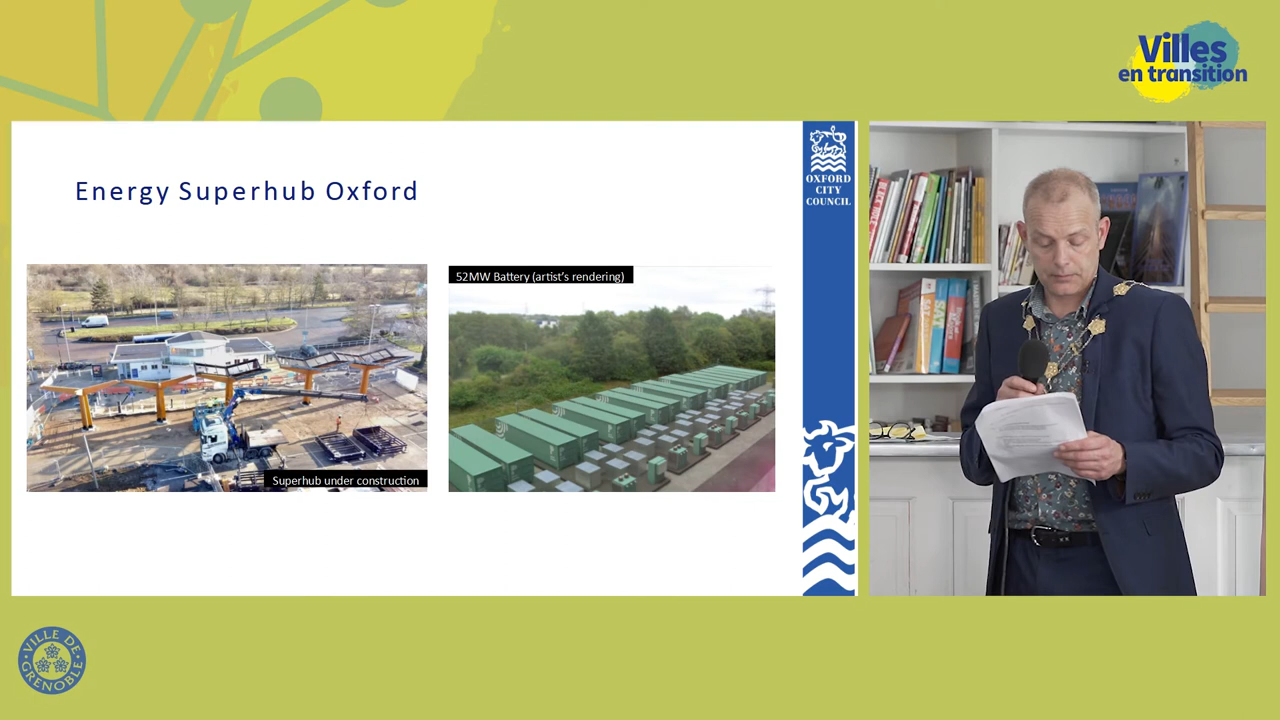 Villes
en transition
Energy Superhub Oxford
52MW Battery (artist's rendering)
Superhub under construction
OXFORD
CITY
COUNCIL
SAT
VILLE DE
GRENOBLE